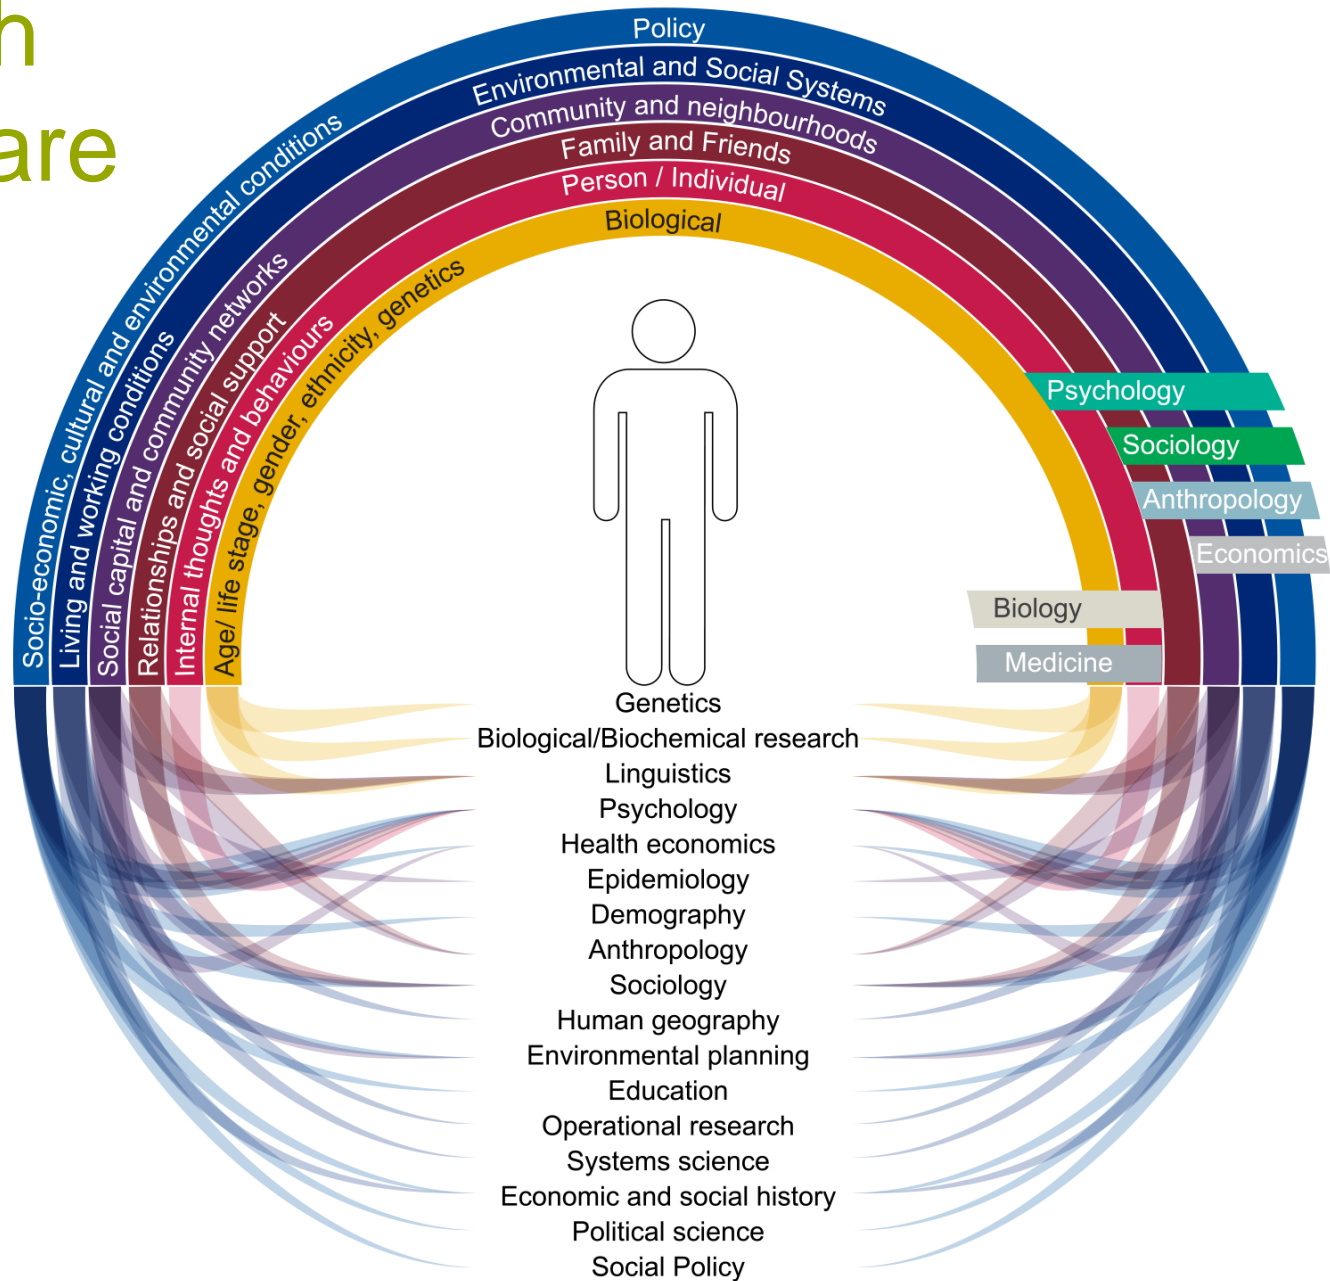 h
are
Policy
Environmental and Social Systems
Community and neighbourhoods
Family and Friends
Person / Individual
Biological
Socio-economic, cultural and environmental conditions
Living and working conditions
Social capital and community networks
Relationships and social support
Internal thoughts and behaviours
Age/ life stage, gender, ethnicity, genetics
Psychology
Sociology
Anthropology
Economics
Biology
Medicine
Genetics
Biological/Biochemical research
Linguistics
Psychology
Health economics
Epidemiology
Demography
Anthropology
Sociology
Human geography
Environmental planning
Education
Operational research
Systems science
Economic and social history
Political science
Social Policy